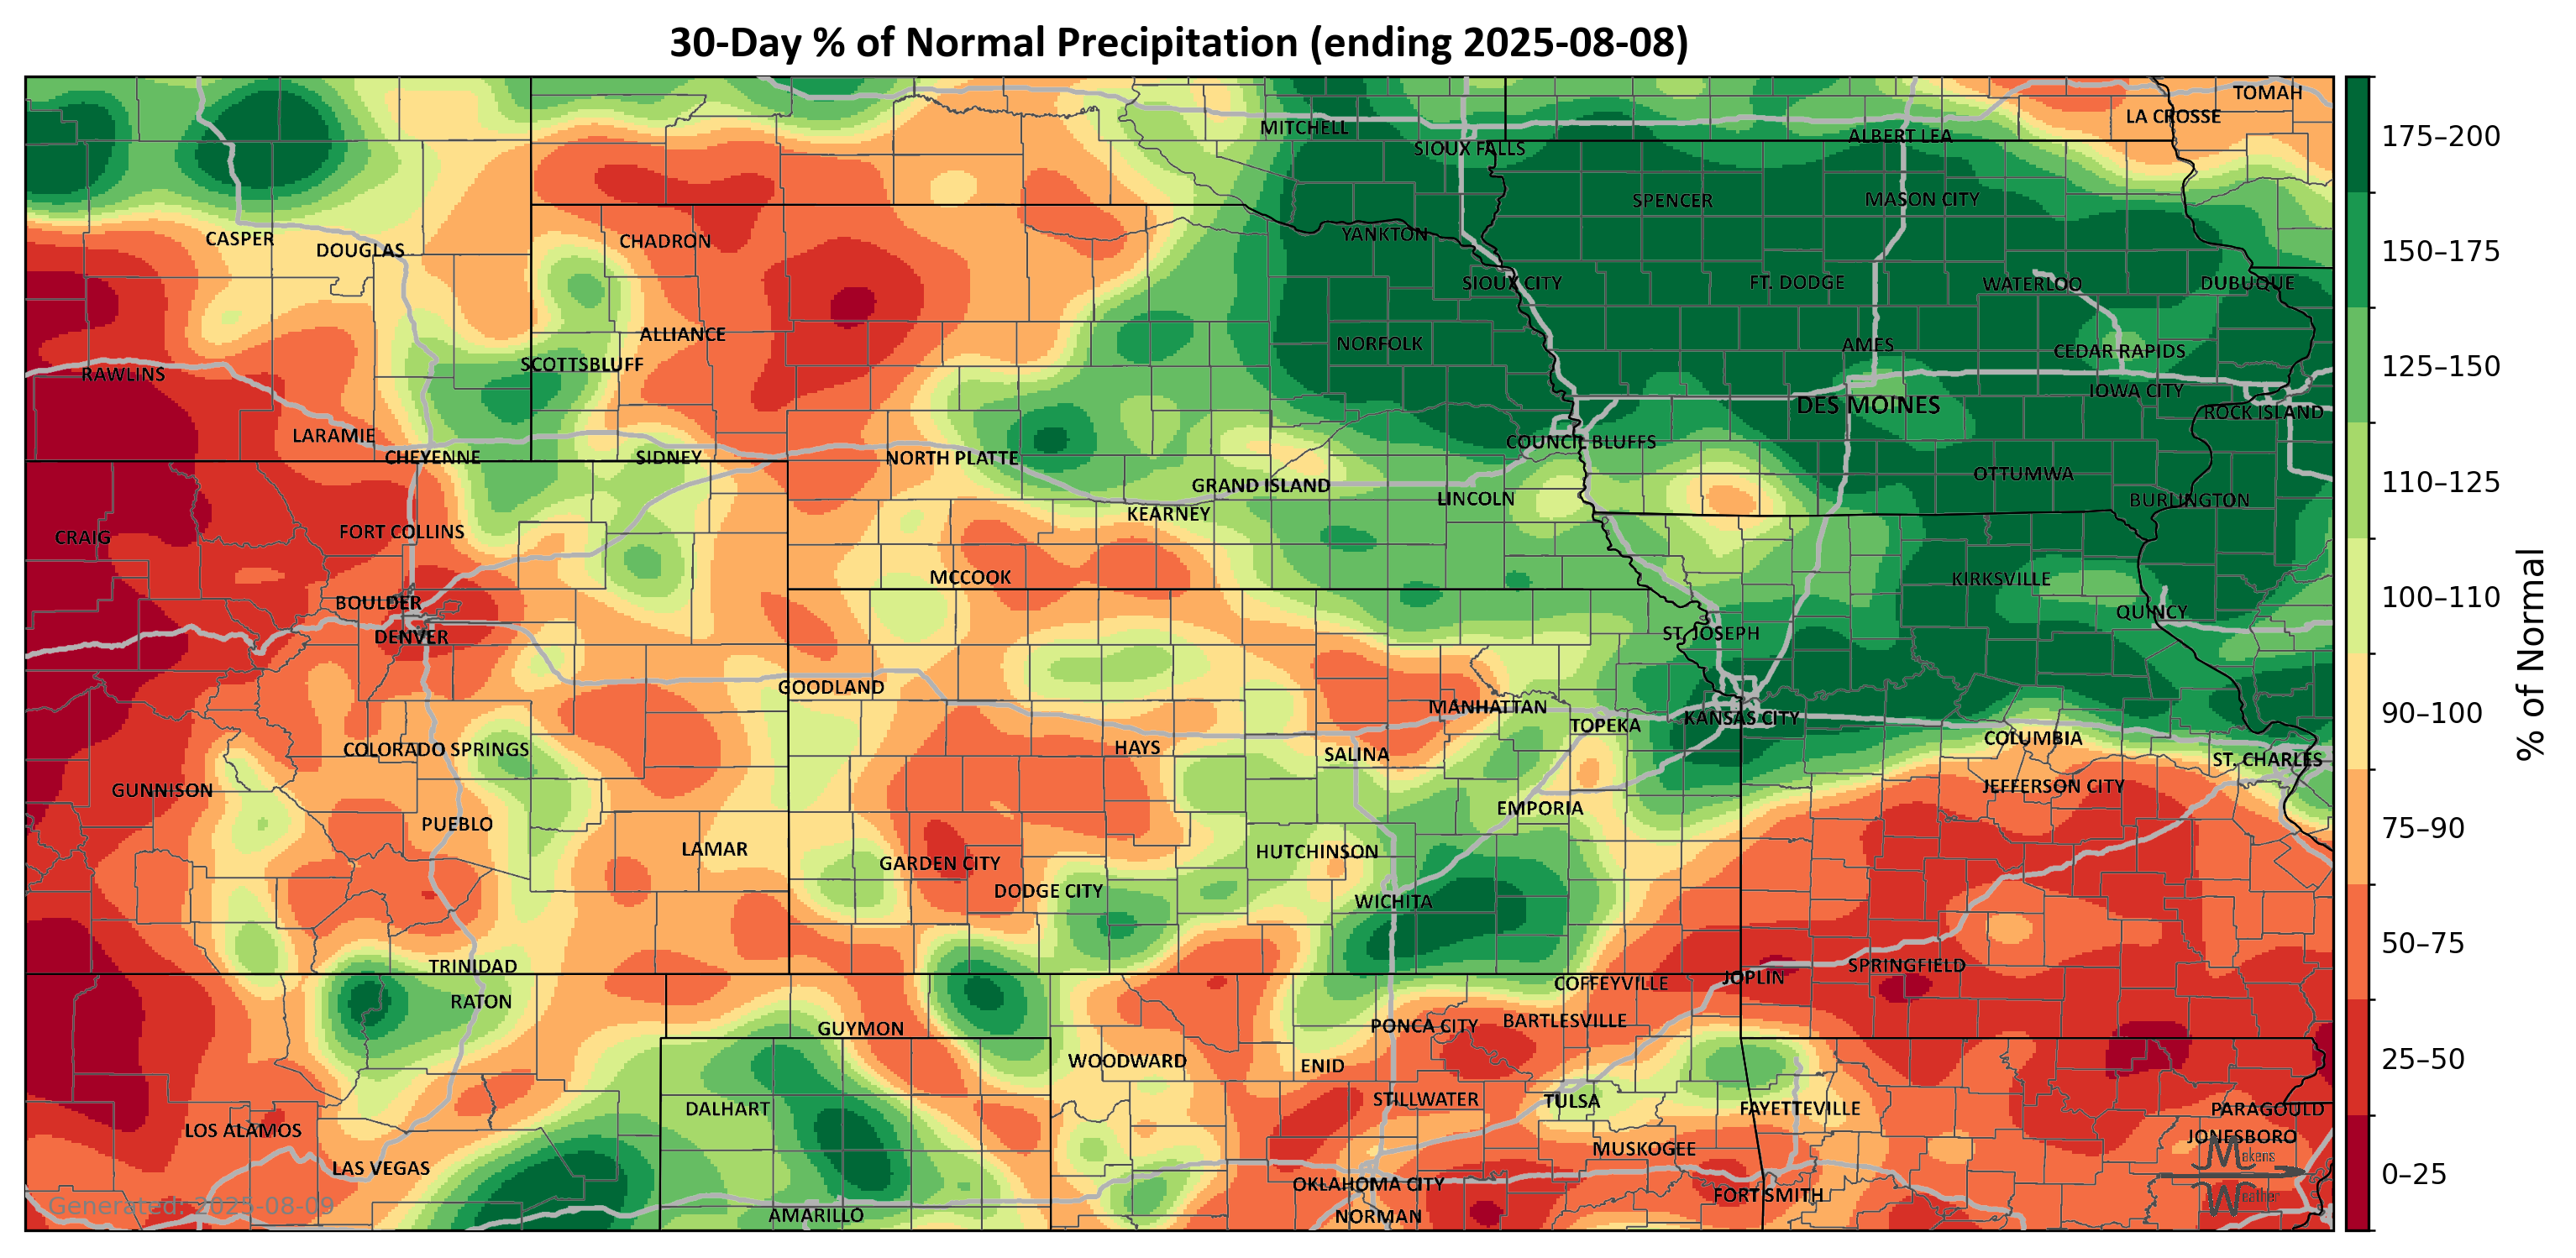 30-Day % of Normal Precipitation (ending 2025-08-08)
TOMAH
LA CROSSE
MITCHELL
ALBERT LEA
SIOUX FALLS
SPENCER
MASON CITY
YANKTON
CASPER
CHADRON
DOUGLAS
SIOUX CITY
FT. DODGE
WATERLOO
DUBUQUE
ALLIANCE
NORFOLK
AMES
CEDAR RAPIDS
SCOTTSBLUFF
RAWLINS
IOWA CITY
DES MOINES
ROCK ISLAND
LARAMIE
COUNCIL BLUFFS
CHEYENNE
SIDNEY
NORTH PLATTE
OTTUMWA
GRAND ISLAND
LINCOLN
BURLINGTON
KEARNEY
FORT COLLINS
CRAIG
MCCOOK
KIRKSVILLE
BOULDER
QUINCY
DENVER
ST. JOSEPH
GOODLAND
MANHATTAN
KANSAS CITY
TOPEKA
COLUMBIA
COLORADO SPRINGS
HAYS
SALINA
ST. CHARLES
GUNNISON
JEFFERSON CITY
EMPORIA
PUEBLO
LAMAR
HUTCHINSON
GARDEN CITY
DODGE CITY
WICHITA
TRINIDAD
SPRINGFIELD
JOPLIN
COFFEYVILLE
RATON
BARTLESVILLE
PONCA CITY
GUYMON
WOODWARD
ENID
STILLWATER
TULSA
DALHART
FAYETTEVILLE
PARAGOULD
LOS ALAMOS
JONESBORO
MUSKOGEE
LAS VEGAS
OKLAHOMA CITY
FORT SMITH
AMARILLO
NORMAN
Makens
Weather
Generated: 2025-08-09
175–200
150–175
125–150
110–125
100–110
90–100
75–90
50–75
25–50
0–25
% of Normal